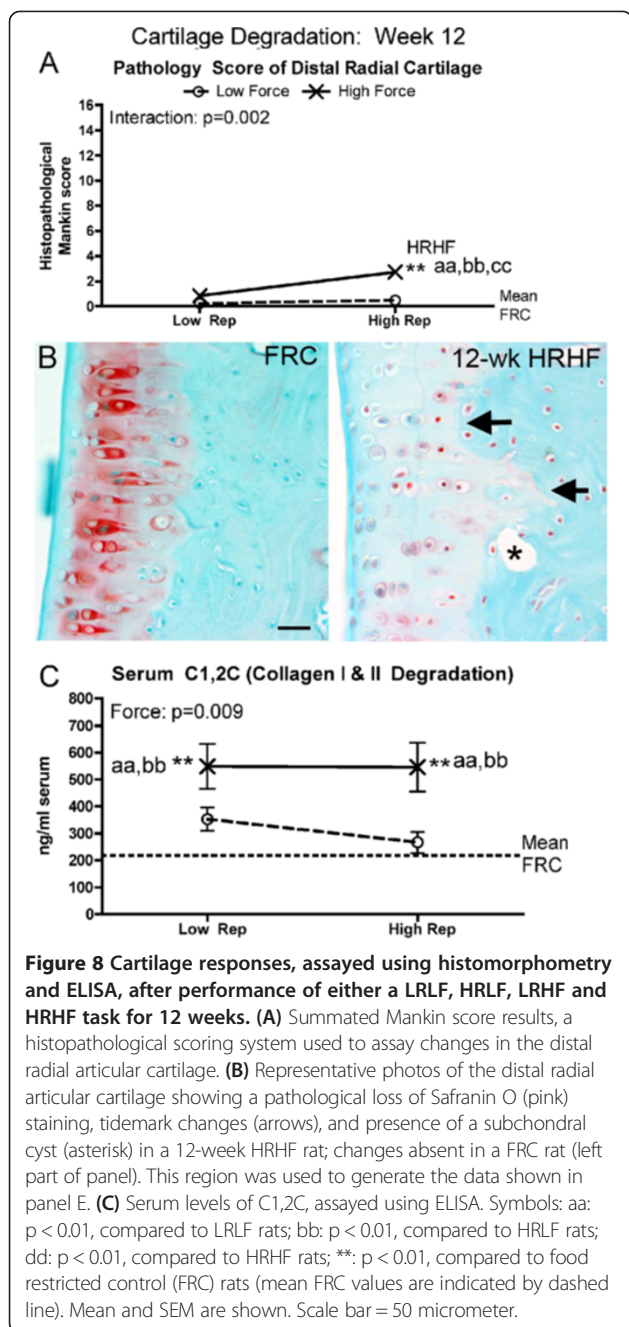 Cartilage Degradation: Week 12
A
Pathology Score of Distal Radial Cartilage
Low Force High Force
Histopathological
Mankin score
16
14
12
10
8
6
4
2
0
Interaction: p=0.002
HRHF
** aa,bb,cc
Mean
FRC
Low Rep High Rep
B
FRC
12-wk HRHF
*
C
Serum C1,2C (Collagen I & II Degradation)
ng/ml serum
800
700
600
500
400
300
200
100
0
Force: p=0.009
aa,bb **
** aa,bb
Mean
FRC
Low Rep High Rep
Figure 8 Cartilage responses, assayed using histomorphometry
and ELISA, after performance of either a LRLF, HRLF, LRHF and
HRHF task for 12 weeks. (A) Summated Mankin score results, a
histopathological scoring system used to assay changes in the distal
radial articular cartilage. (B) Representative photos of the distal radial
articular cartilage showing a pathological loss of Safranin O (pink)
staining, tidemark changes (arrows), and presence of a subchondral
cyst (asterisk) in a 12-week HRHF rat; changes absent in a FRC rat (left
part of panel). This region was used to generate the data shown in
panel E. (C) Serum levels of C1,2C, assayed using ELISA. Symbols: aa:
p < 0.01, compared to LRLF rats; bb: p < 0.01, compared to HRLF rats;
dd: p < 0.01, compared to HRHF rats; **: p < 0.01, compared to food
restricted control (FRC) rats (mean FRC values are indicated by dashed
line). Mean and SEM are shown. Scale bar = 50 micrometer.